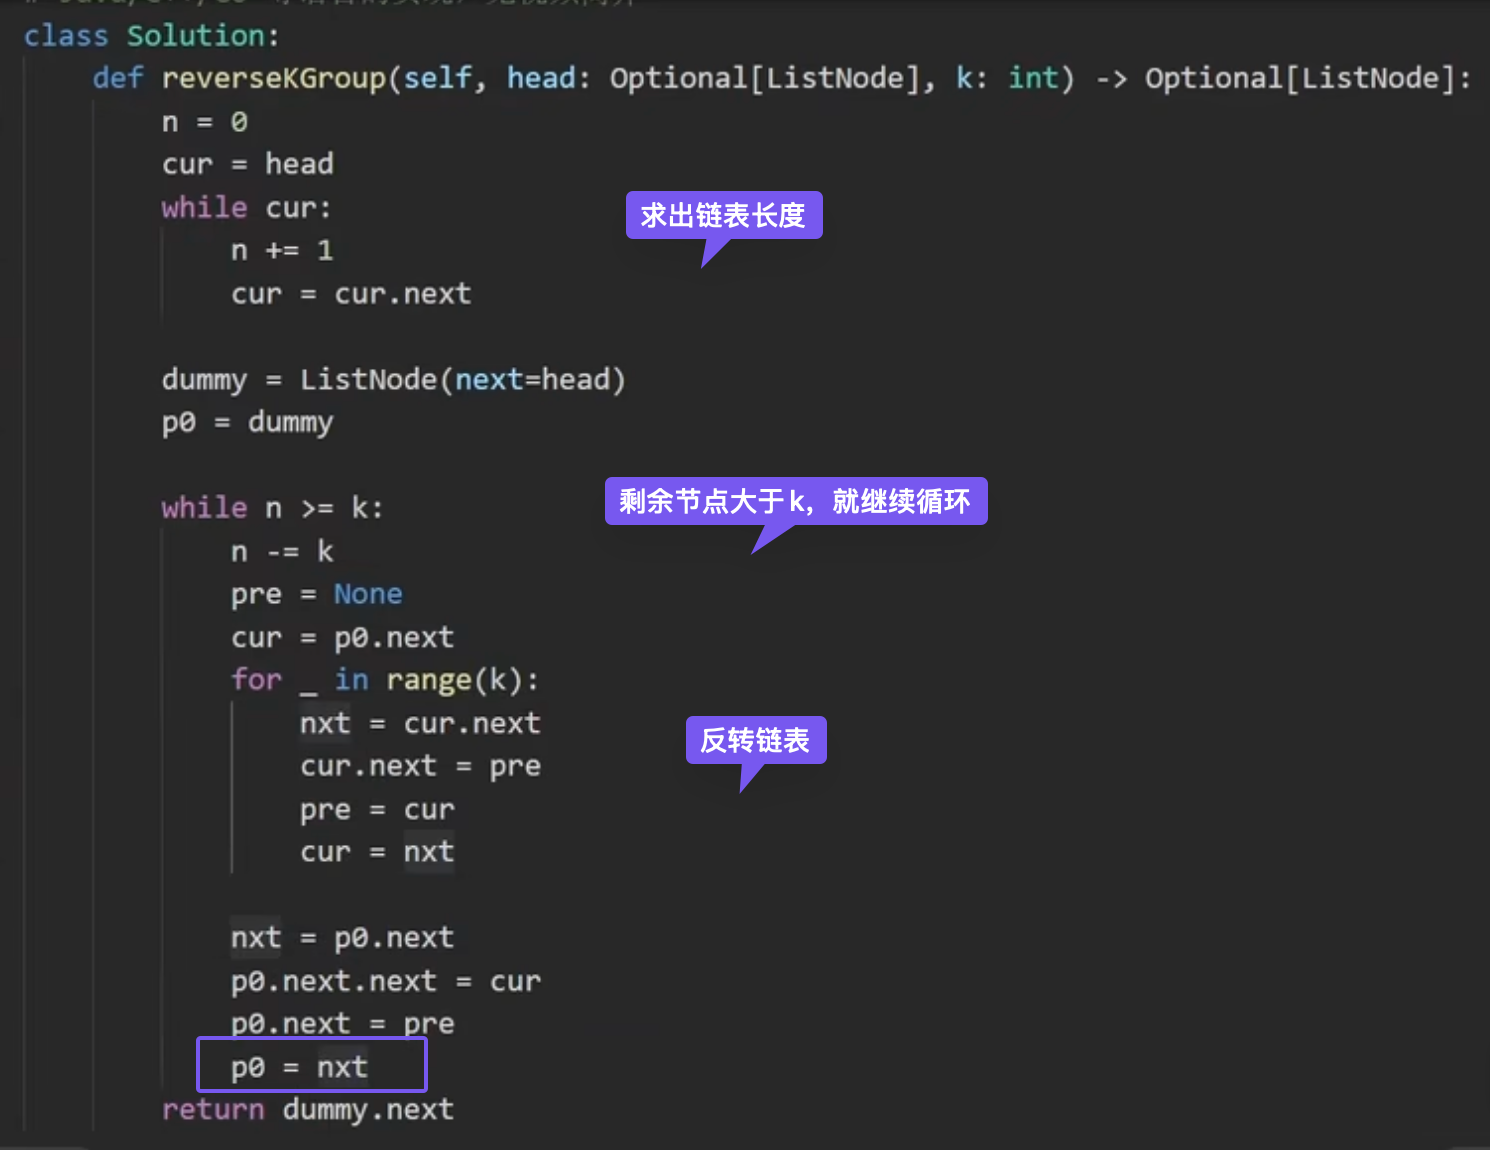 class Solution:
def reverseKGroup(self, head: Optional[ListNode], k: int) -> Optional[ListNode]:
n = 0
cur = head
while cur:
求出链表长度
n += 1
cur = cur.next
dummy = ListNode(next=head)
p0 = dummy
while n >= k:
剩余节点大于k，就继续循环
n -= k
pre = None
cur = p0.next
for _ in range(k):
nxt = cur.next
反转链表
cur.next = pre
pre = cur
cur = nxt
nxt = p0.next
p0.next.next = cur
p0.next = pre
p0 = nxt
return dummy.next